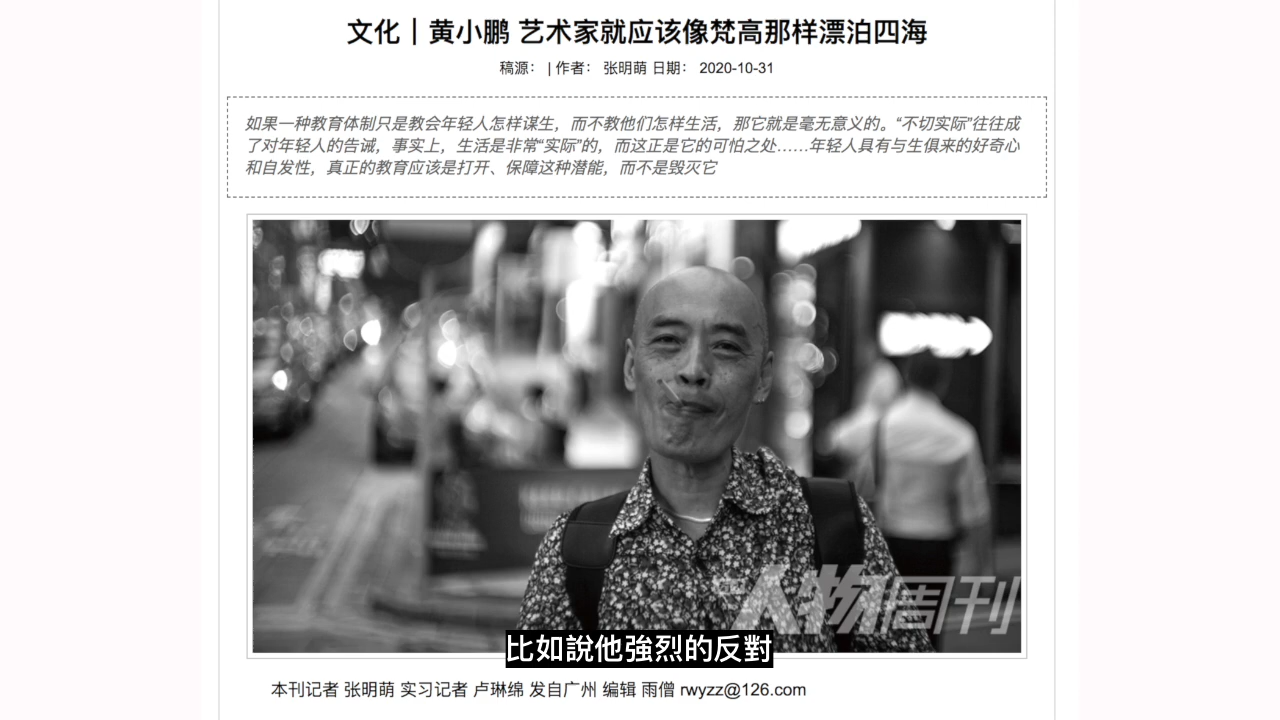 文化｜黄小鹏 艺术家就应该像梵高那样漂泊四海
稿源： | 作者： 张明萌 日期： 2020-10-31
如果一种教育体制只是教会年轻人怎样谋生，而不教他们怎样生活，那它就是毫无意义的。“不切实际”往往成
了对年轻人的告诫，事实上，生活是非常“实际”的，而这正是它的可怕之处……年轻人具有与生俱来的好奇心
和自发性，真正的教育应该是打开、保障这种潜能，而不是毁灭它
人物周刊
比如說他強烈的反對
本刊记者 张明萌 实习记者 卢琳绵 发自广州 编辑 雨僧 rwyzz@126.com